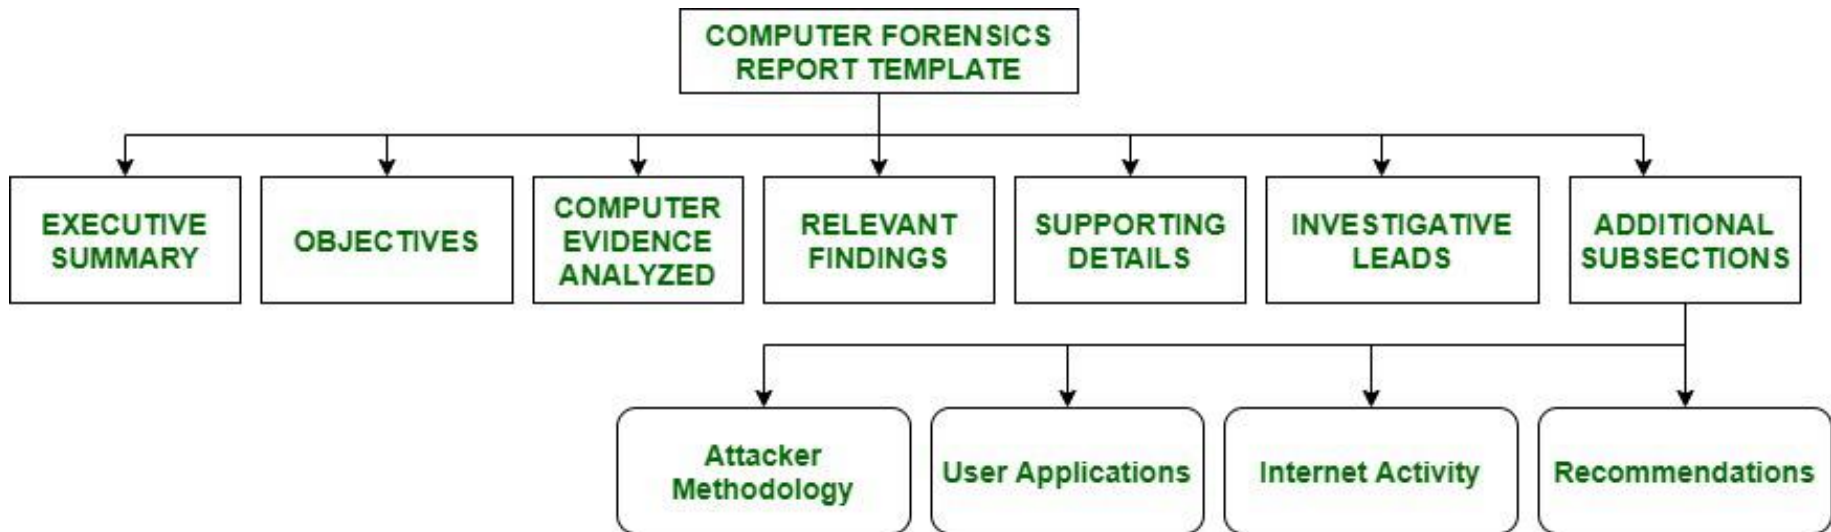 COMPUTER FORENSICS
REPORT TEMPLATE
EXECUTIVE
SUMMARY
OBJECTIVES
COMPUTER
EVIDENCE
ANALYZED
RELEVANT
FINDINGS
SUPPORTING
DETAILS
INVESTIGATIVE
LEADS
ADDITIONAL
SUBSECTIONS
Attacker
Methodology
User Applications
Internet Activity
Recommendations